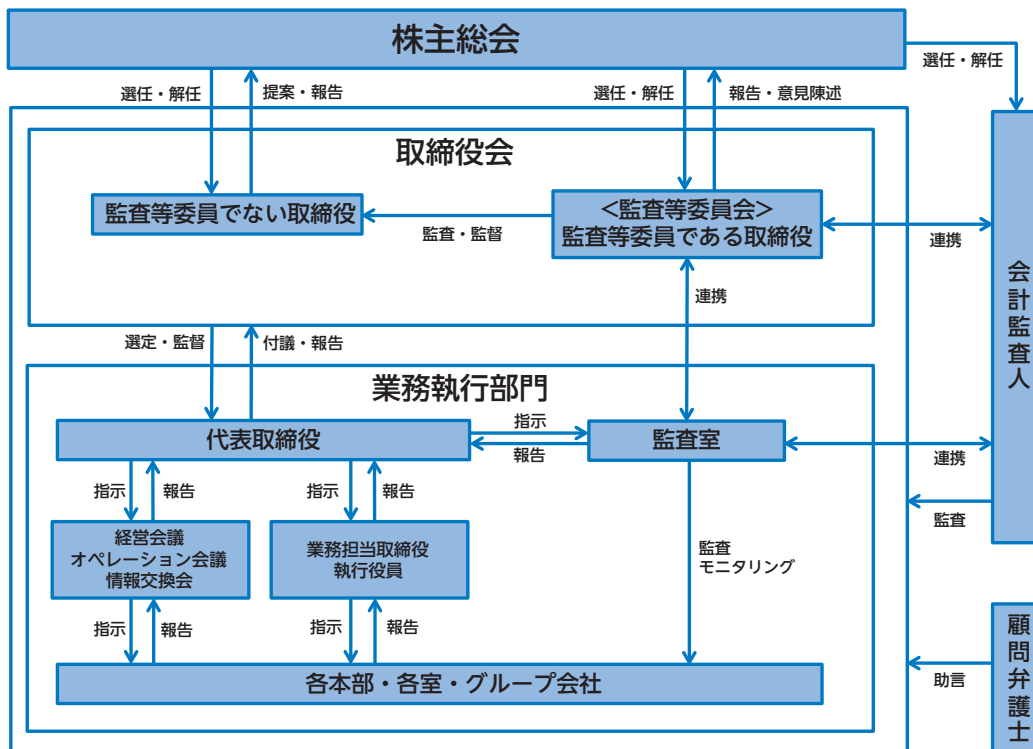 株主総会
選任・解任
提案・報告
選任・解任
報告・意見陳述
選任・解任
取締役会
監査等委員でない取締役
監査・監督
<監査等委員会>
監査等委員である取締役
連携
連携
会計監査人
選定・監督
付議・報告
業務執行部門
代表取締役
指示
報告
監査室
連携
指示
報告
指示
報告
監査
経営会議
オペレーション会議
情報交換会
業務担当取締役
執行役員
監査
モニタリング
指示
報告
指示
報告
各本部・各室・グループ会社
助言
顧問弁護士